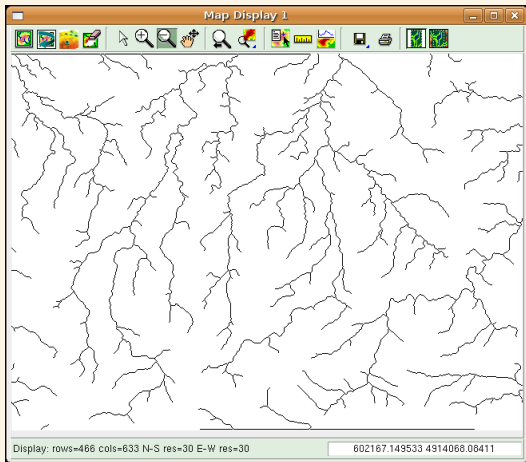 Map Display 1
Display: rows=466 cols=633 N-S res=30 E-W res=30
602167.149533 4914068.08411